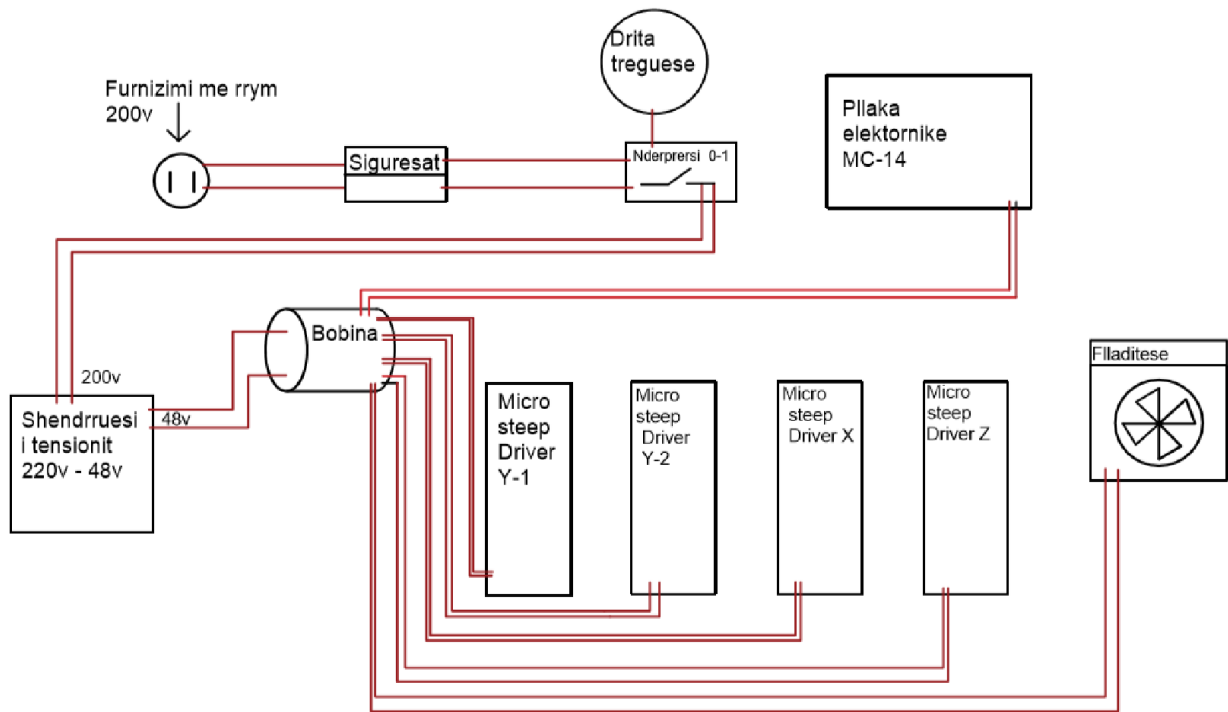 Drita
treguese
Furnizimi me rrym
200v
Pllaka
elektornike
MC-14
Siguresat
Nderprersi 0-1
Bobina
200v
48v
Shendrruesi
i tensionit
220v - 48v
Micro
steep
Driver
Y-1
Micro
steep
Driver
Y-2
Micro
steep
Driver X
Micro
steep
Driver Z
Flladitese